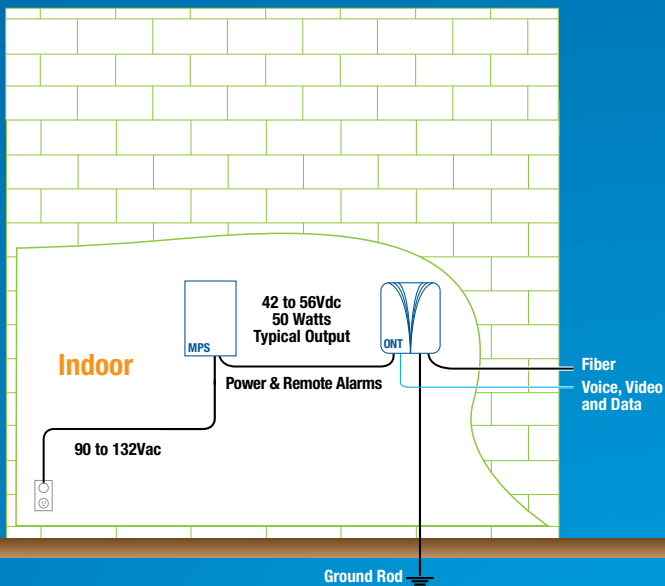 42 to 56Vdc
50 Watts
Typical Output
MPS
ONT
Indoor
Power & Remote Alarms
Fiber
Voice, Video
and Data
90 to 132Vac
Ground Rod